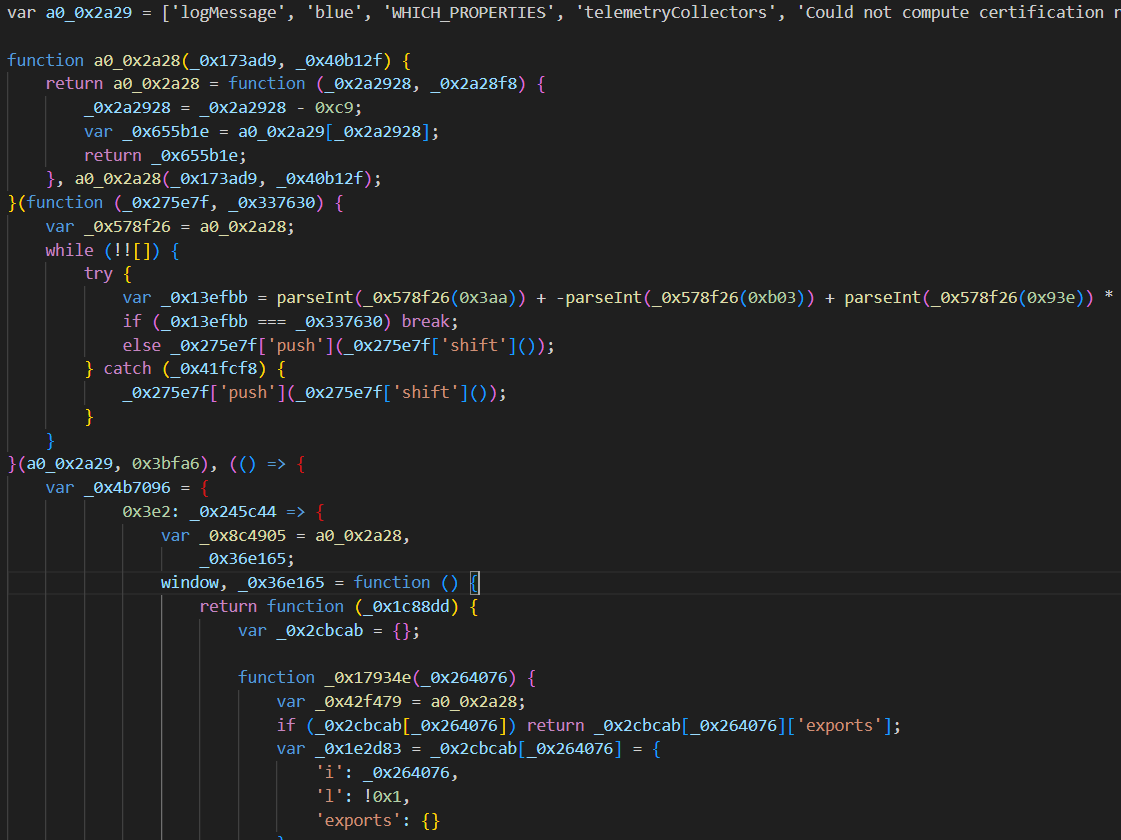 var a0_0x2a29 = ['logMessage', 'blue', 'WHICH_PROPERTIES', 'telemetryCollectors', 'Could not compute certification r
function a0_0x2a28(_0x173ad9, _0x40b12f) {
return a0_0x2a28 = function (_0x2a2928, _0x2a28f8) {
_0x2a2928 = _0x2a2928 - 0xc9;
var _0x655b1e = a0_0x2a29[_0x2a2928];
return _0x655b1e;
}, a0_0x2a28(_0x173ad9, _0x40b12f);
}(function (_0x275e7f, _0x337630) {
var _0x578f26 = a0_0x2a28;
while (!![]) {
try {
var _0x13efbb = parseInt(_0x578f26(0x3aa)) + -parseInt(_0x578f26(0xb03)) + parseInt(_0x578f26(0x93e)) *
if (_0x13efbb === _0x337630) break;
else _0x275e7f['push'](_0x275e7f['shift']());
} catch (_0x41fcf8) {
_0x275e7f['push'](_0x275e7f['shift']());
}
}
}(a0_0x2a29, 0x3bfa6), (() => {
var _0x4b7096 = {
0x3e2: _0x245c44 => {
var _0x8c4905 = a0_0x2a28,
_0x36e165;
window, _0x36e165 = function () {
return function (_0x1c88dd) {
var _0x2cbcab = {};
function _0x17934e(_0x264076) {
var _0x42f479 = a0_0x2a28;
if (_0x2cbcab[_0x264076]) return _0x2cbcab[_0x264076]['exports'];
var _0x1e2d83 = _0x2cbcab[_0x264076] = {
'i': _0x264076,
'l': !0x1,
'exports': {}